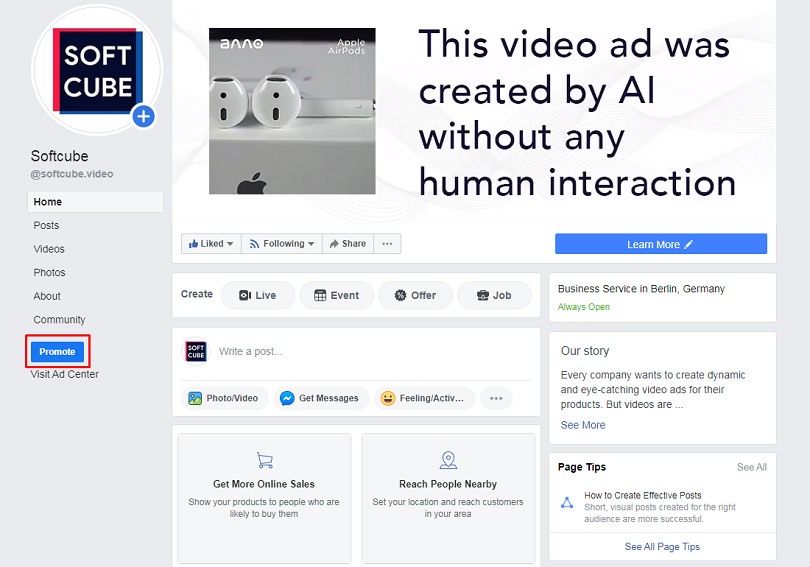 SOFT
CUBE
Softcube
@softcube.video
Home
Posts
Videos
Photos
About
Community
Promote
Visit Ad Center
anno
Apple
AirPods
This video ad was
created by AI
without any
human interaction
Liked
Following
Share
Learn More
Create
Live
Event
Offer
Job
SOFT
CUBE
Write a post...
Photo/Video
Get Messages
Feeling/Activ...
Get More Online Sales
Show your products to people who are
likely to buy them
Reach People Nearby
Set your location and reach customers
in your area
Business Service in Berlin, Germany
Always Open
Our story
Every company wants to create dynamic
and eye-catching video ads for their
products. But videos are ...
See More
Page Tips
See All
How to Create Effective Posts
Short, visual posts created for the right
audience are more successful.
See All Page Tips